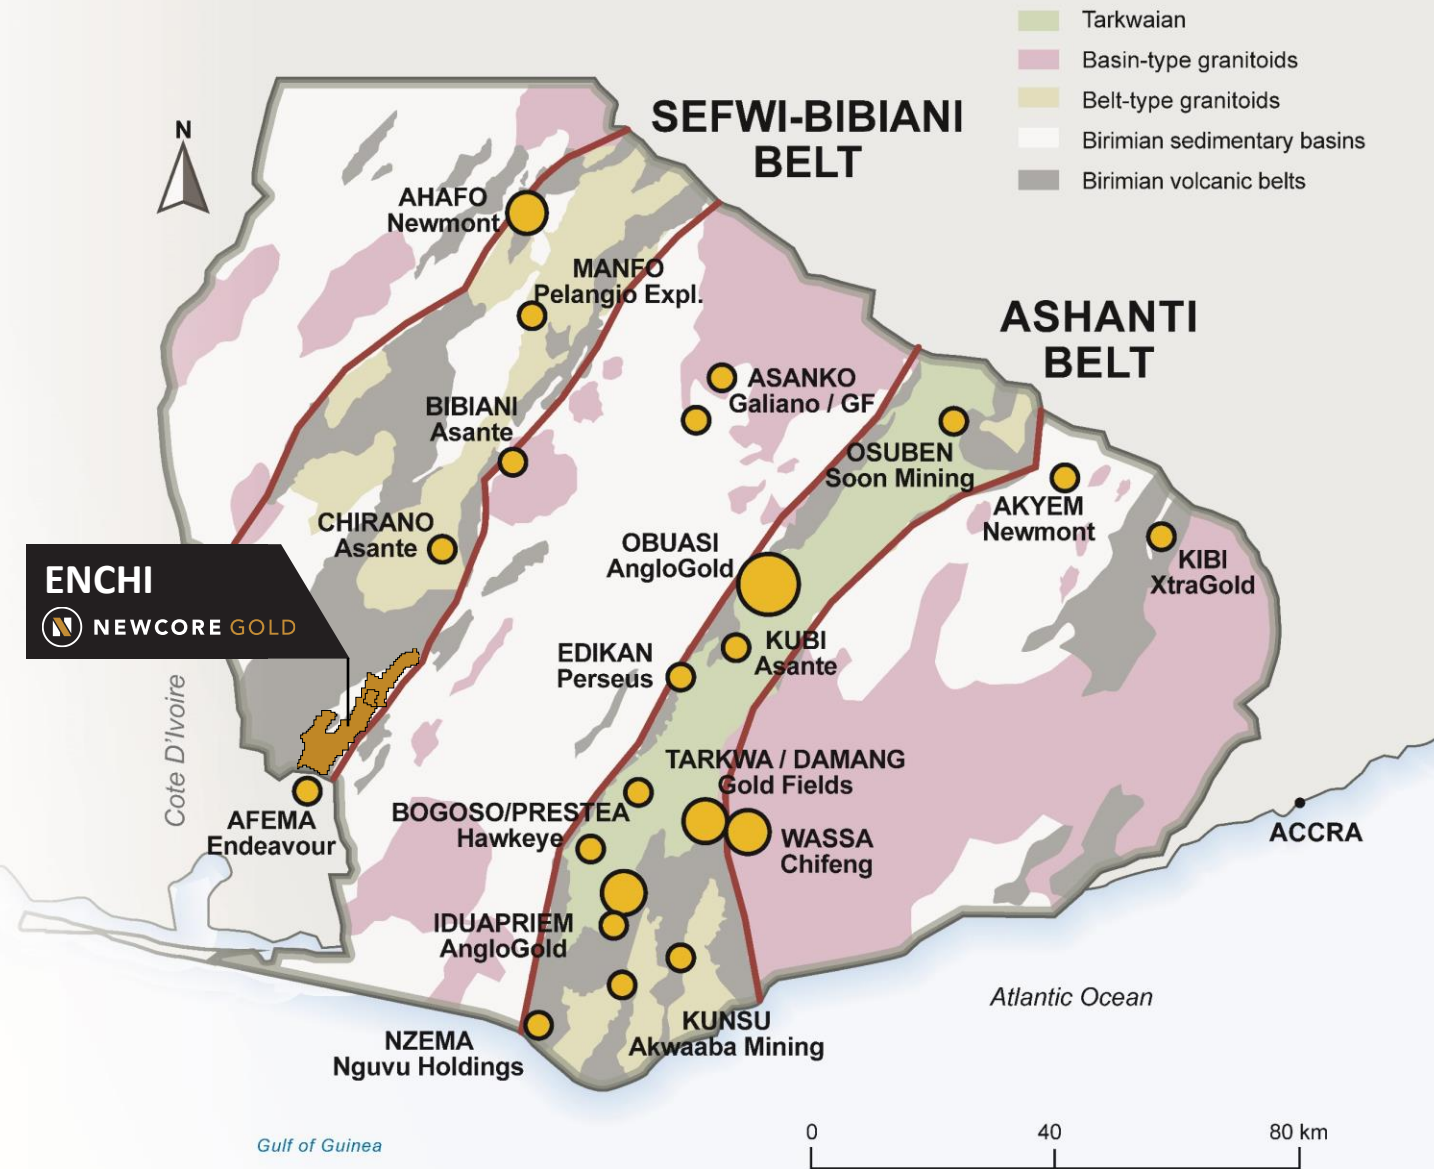 Tarkwaian
Basin-type granitoids
Belt-type granitoids
Birimian sedimentary basins
Birimian volcanic belts
N
SEFWI-BIBIANI
BELT
AHAFO
Newmont
MANFO
Pelangio Expl.
ASHANTI
BELT
ASANKO
Galiano / GF
BIBIANI
Asante
OSUBEN
Soon Mining
AKYEM
Newmont
CHIRANO
Asante
OBUASI
AngloGold
KIBI
XtraGold
ENCHI
N NEWCORE GOLD
EDIKAN
Perseus
KUBI
Asante
Cote D'Ivoire
TARKWA / DAMANG
Gold Fields
BOGOSO/PRESTEA
Hawkeye
AFEMA
Endeavour
WASSA
Chifeng
ACCRA
IDUAPRIEM
AngloGold
Atlantic Ocean
KUNSU
Akwaaba Mining
NZEMA
Nguvu Holdings
Gulf of Guinea
0 40 80 km